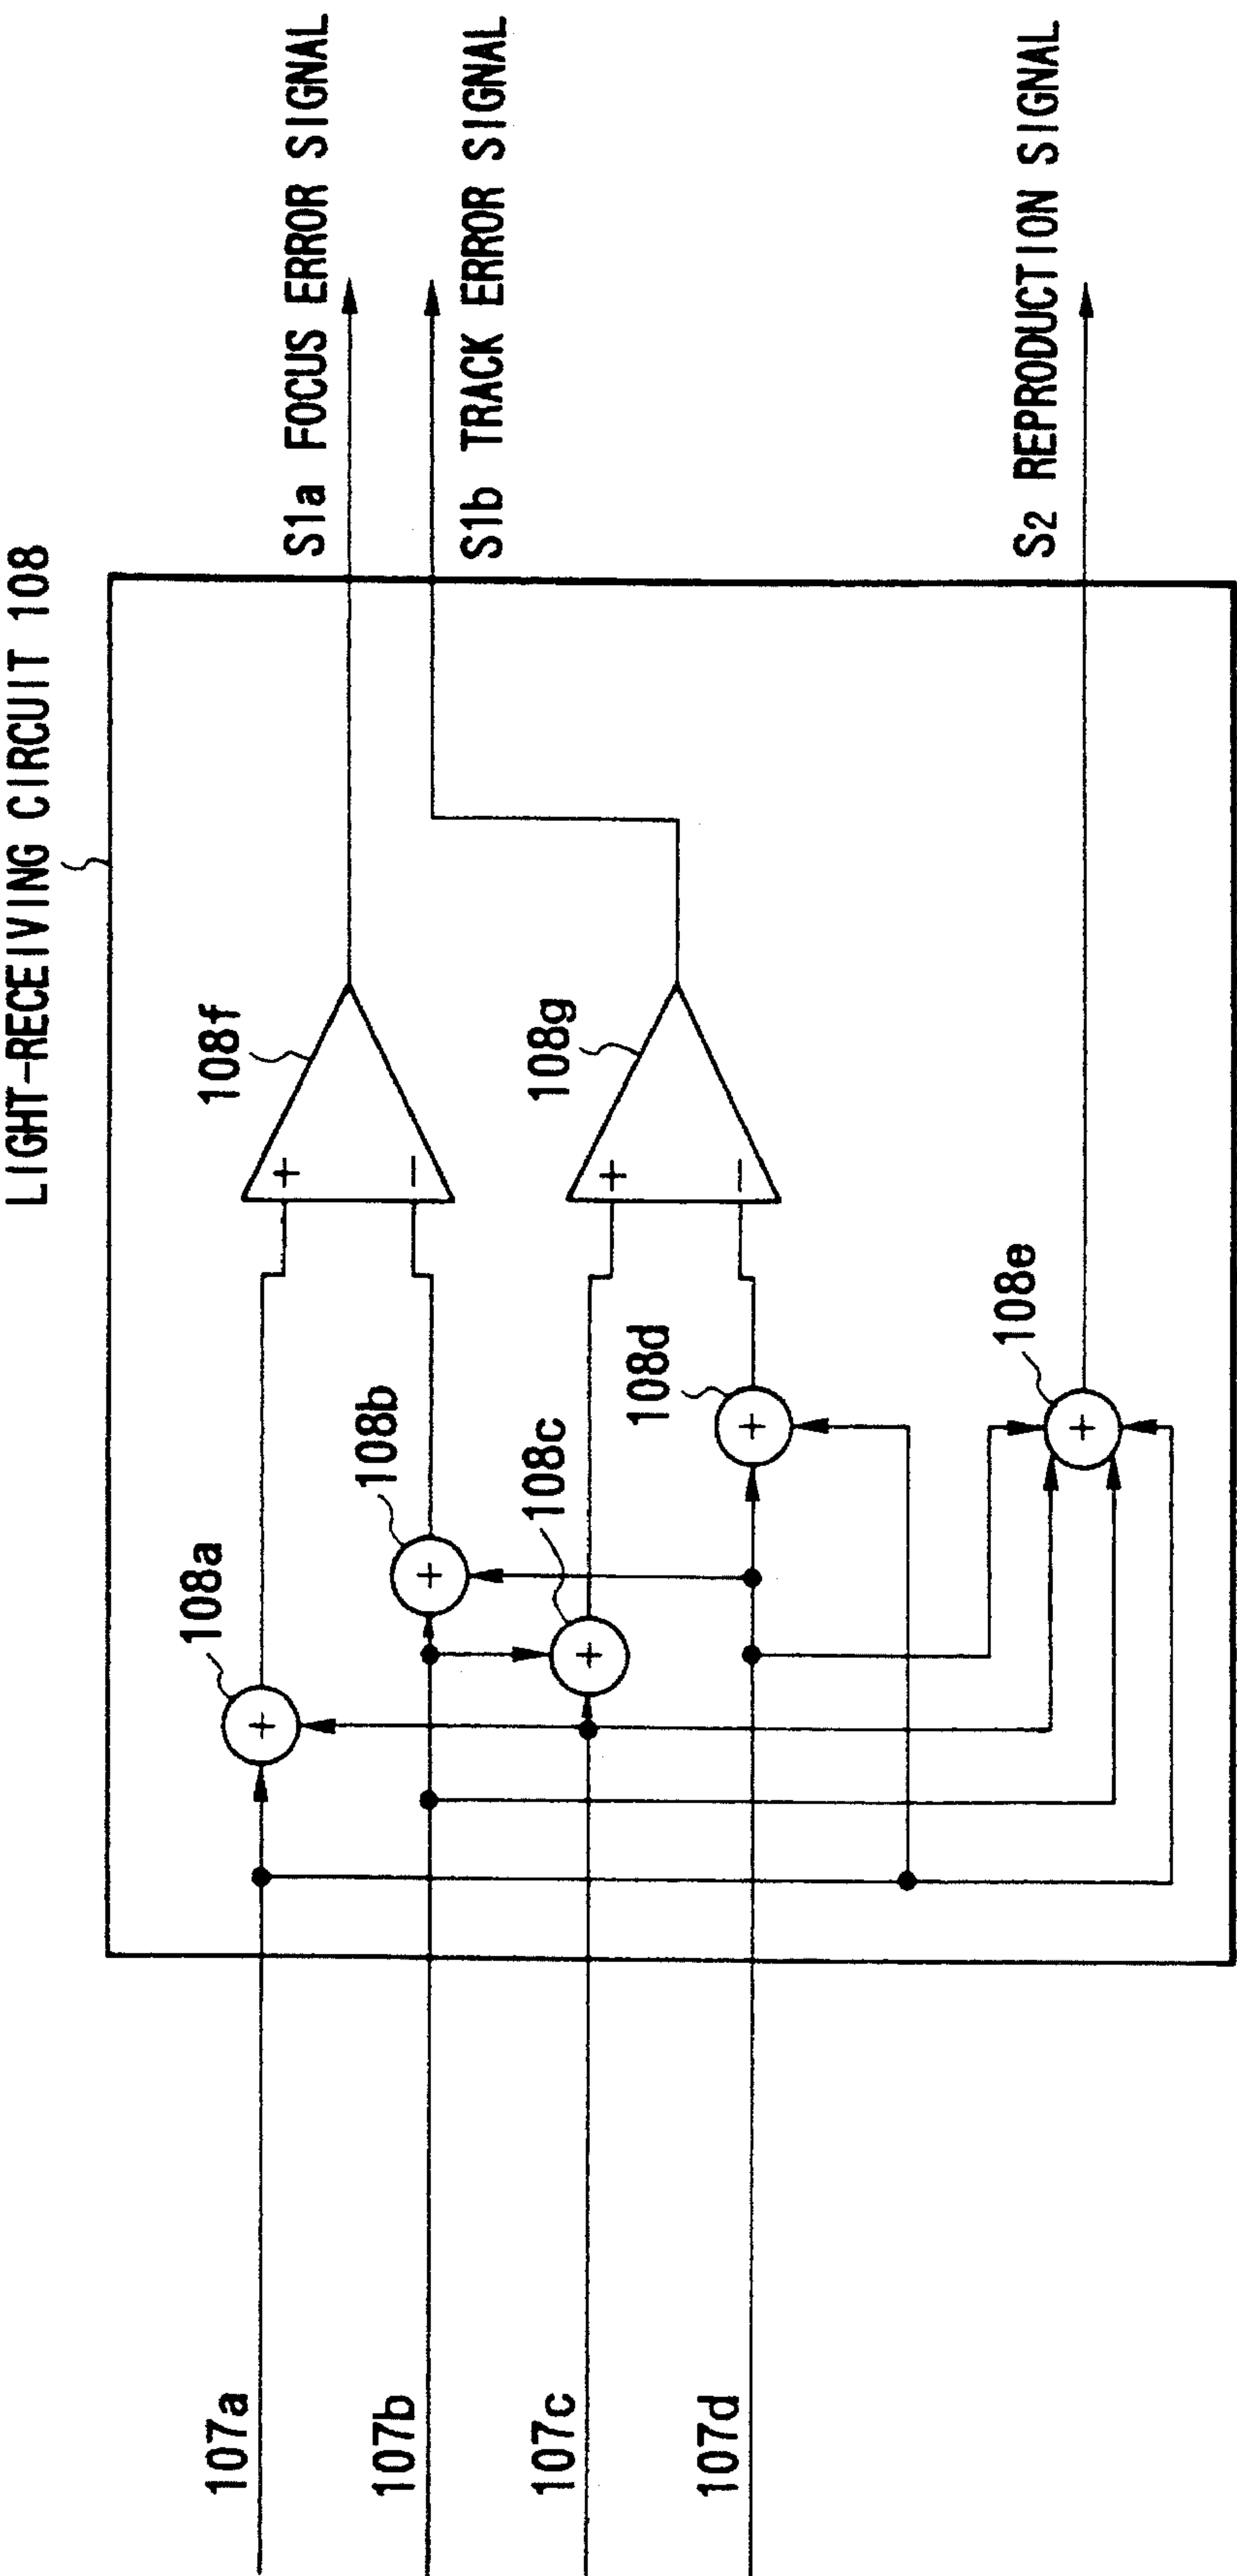 LIGHT-RECEIVING CIRCUIT 108
S1a FOCUS ERROR SIGNAL
S1b TRACK ERROR SIGNAL
S2 REPRODUCTION SIGNAL
108f
+
−
108g
+
−
108a
+
108b
+
108c
+
108d
+
108e
+
107a
107b
107c
107d